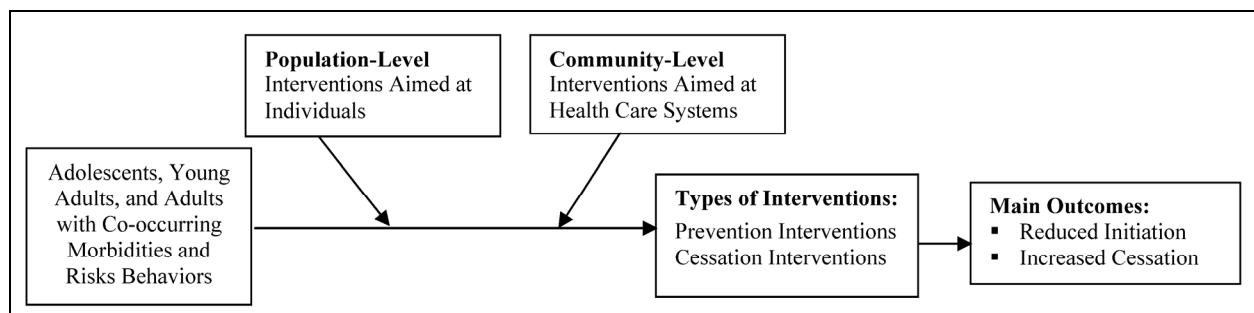 Population-Level
Interventions Aimed at
Individuals
Community-Level
Interventions Aimed at
Health Care Systems
Adolescents, Young
Adults, and Adults
with Co-occurring
Morbidities and
Risks Behaviors
Types of Interventions:
Prevention Interventions
Cessation Interventions
Main Outcomes:
▪ Reduced Initiation
▪ Increased Cessation